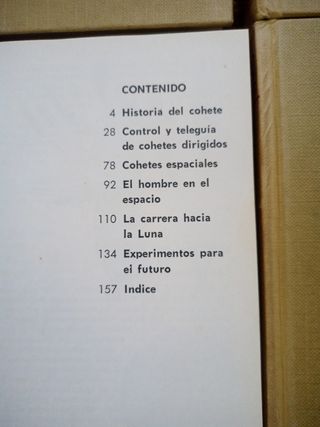 CONTENIDO
4 Historia del cohete
28 Control y teleguía
de cohetes dirigidos
78 Cohetes espaciales
92 El hombre en el
espacio
110 La carrera hacia
la Luna
134 Experimentos para
el futuro
157 Indice